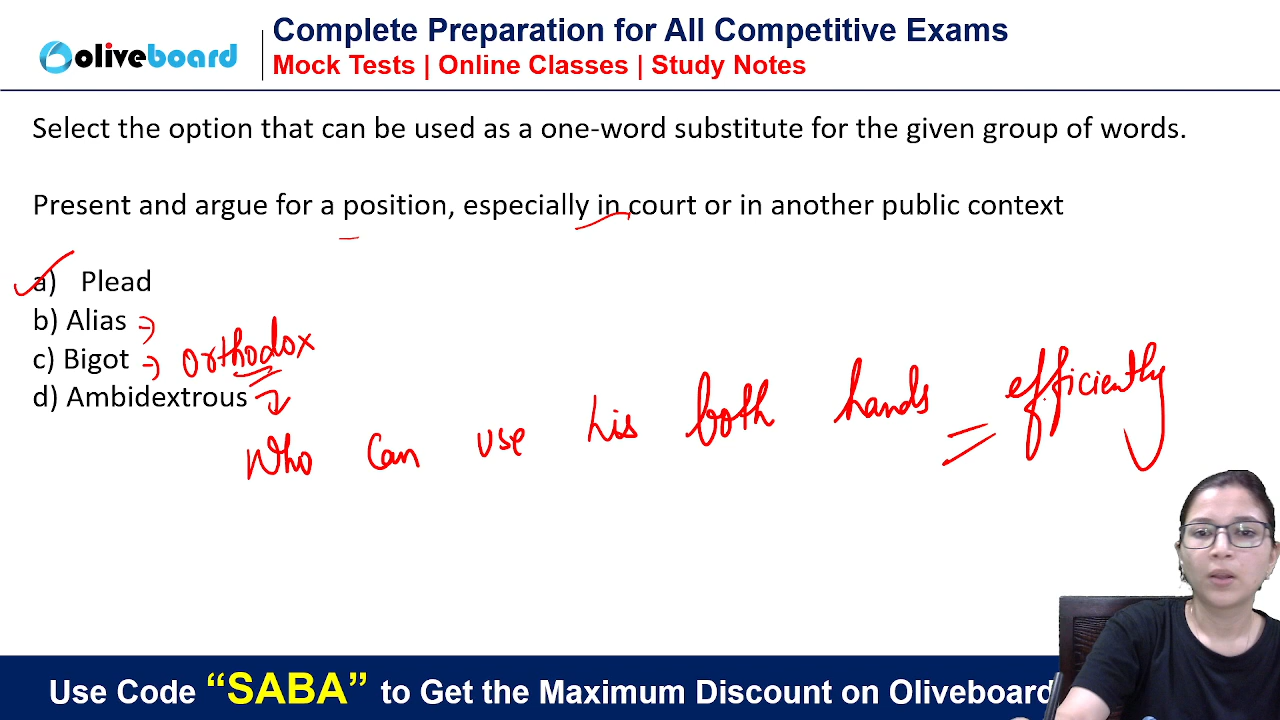 oliveboard
Complete Preparation for All Competitive Exams
Mock Tests | Online Classes | Study Notes
Select the option that can be used as a one-word substitute for the given group of words.
Present and argue for a position, especially in court or in another public context
a) Plead
b) Alias
c) Bigot Orthodox
d) Ambidextrous
Who can use his both hands efficiently
Use Code “SABA” to Get the Maximum Discount on Oliveboard